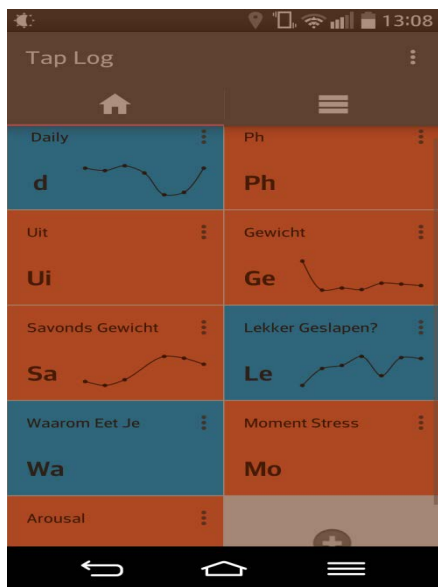 13:08
Tap Log
Daily
d
Ph
Ph
Uit
Ui
Gewicht
Ge
Savonds Gewicht
Sa
Lekker Geslapen?
Le
Waarom Eet Je
Wa
Moment Stress
Mo
Arousal